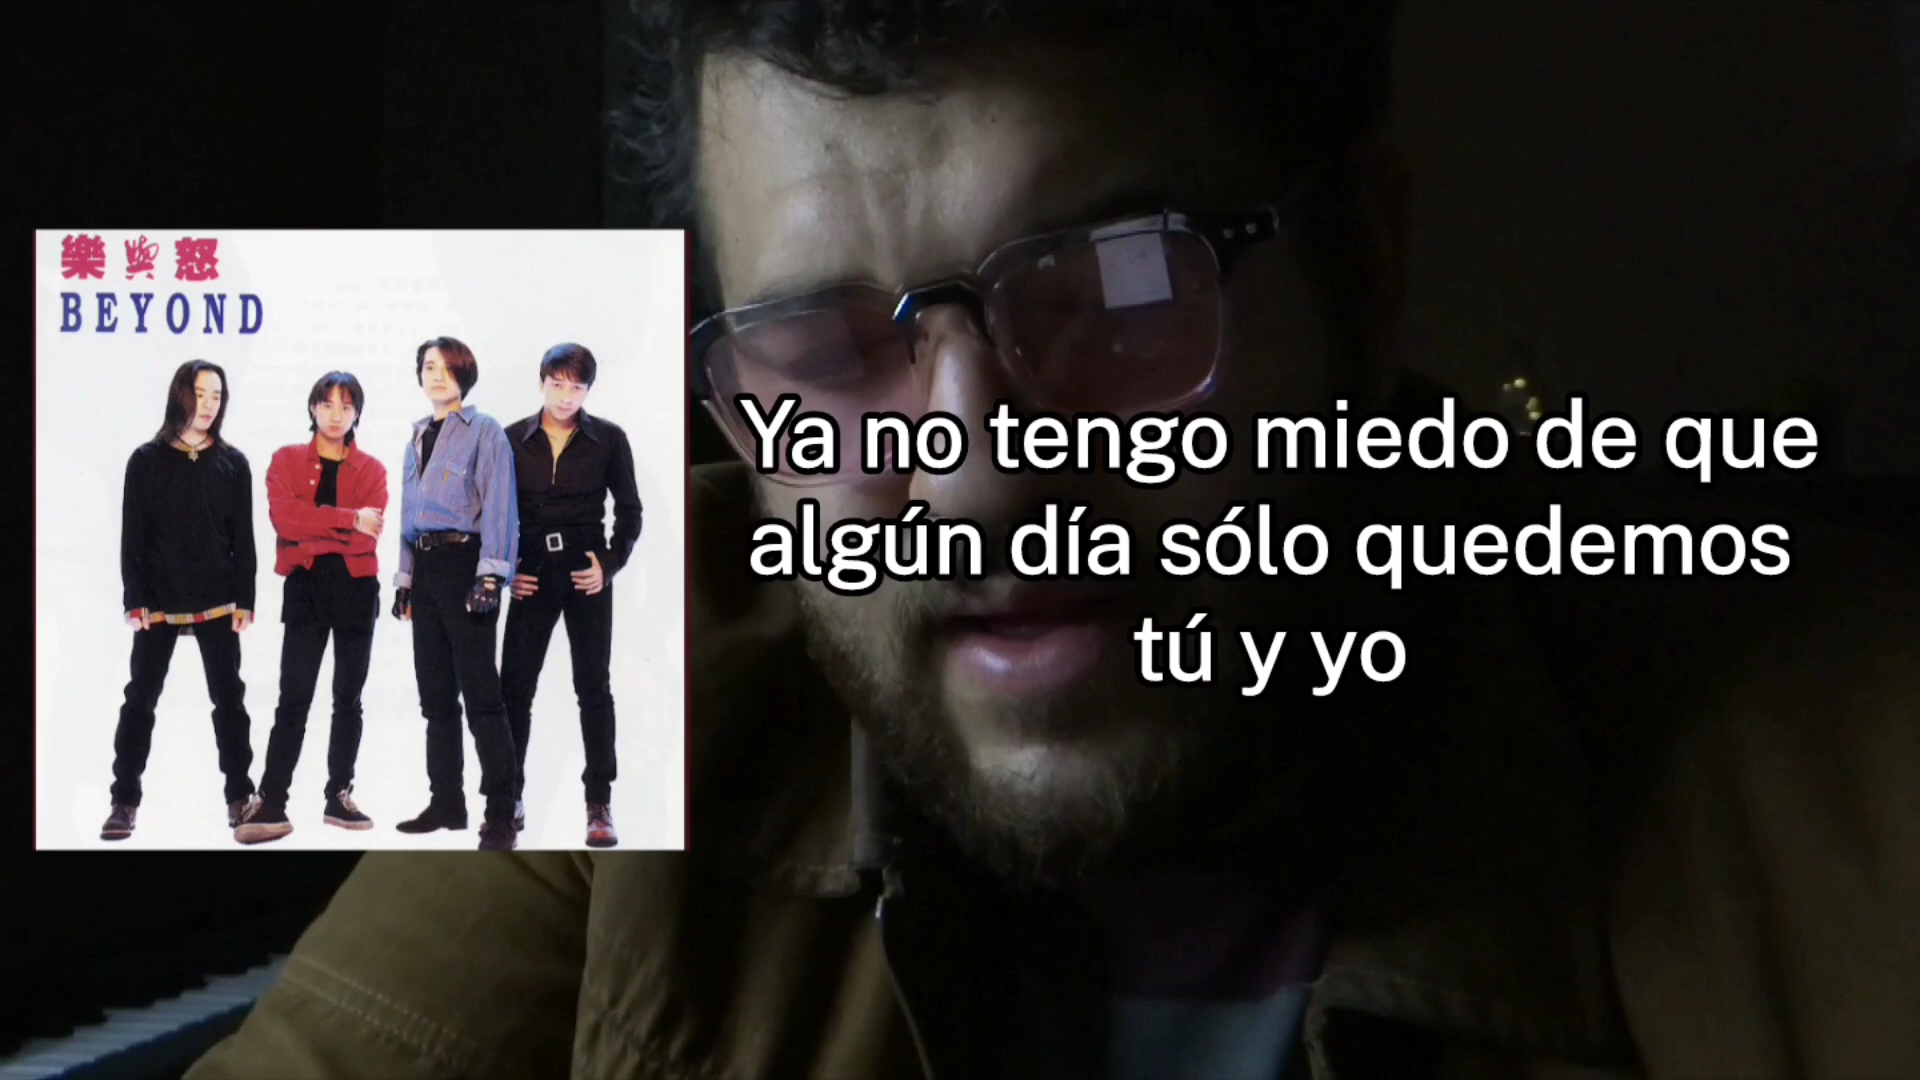 樂與怒
BEYOND
Ya no tengo miedo de que
algún día sólo quedemos
tú y yo